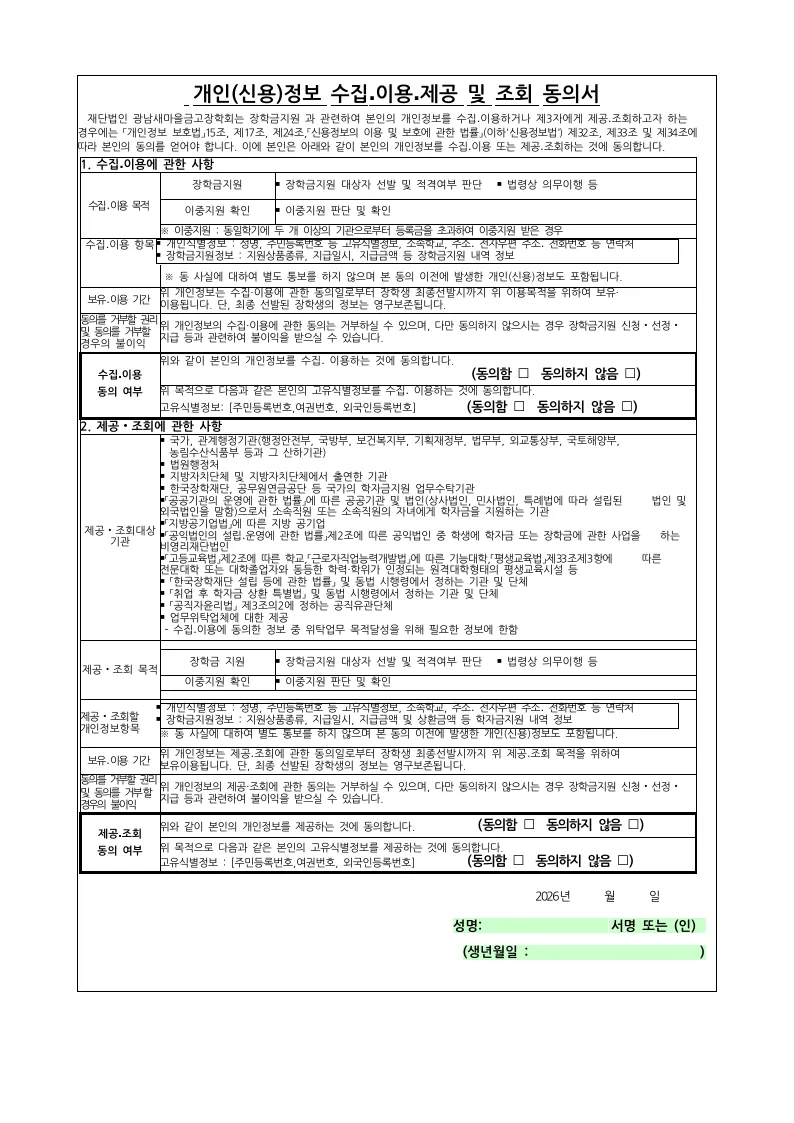 개인(신용)정보 수집.이용.제공 및 조회 동의서
재단법인 광남새마을금고장학회는 장학금지원 과 관련하여 본인의 개인정보를 수집.이용하거나 제3자에게 제공.조회하고자 하는
경우에는 ｢개인정보 보호법｣15조, 제17조, 제24조,｢신용정보의 이용 및 보호에 관한 법률｣(이하'신용정보법') 제32조, 제33조 및 제34조에
따라 본인의 동의를 얻어야 합니다. 이에 본인은 아래와 같이 본인의 개인정보를 수집.이용 또는 제공.조회하는 것에 동의합니다.
1. 수집.이용에 관한 사항
수집.이용 목적
장학금지원
▪ 장학금지원 대상자 선발 및 적격여부 판단 ▪ 법령상 의무이행 등
이중지원 확인
▪ 이중지원 판단 및 확인
※ 이중지원 : 동일학기에 두 개 이상의 기관으로부터 등록금을 초과하여 이중지원 받은 경우
수집.이용 항목
▪ 개인식별정보 : 성명, 주민등록번호 등 고유식별정보, 소속학교, 주소. 전자우편 주소. 전화번호 등 연락처
▪ 장학금지원정보 : 지원상품종류, 지급일시, 지급금액 등 장학금지원 내역 정보
※ 동 사실에 대하여 별도 통보를 하지 않으며 본 동의 이전에 발생한 개인(신용)정보도 포함됩니다.
보유.이용 기간
위 개인정보는 수집·이용에 관한 동의일로부터 장학생 최종선발시까지 위 이용목적을 위하여 보유·
이용됩니다. 단, 최종 선발된 장학생의 정보는 영구보존됩니다.
동의를 거부할 권리
및 동의를 거부할
경우의 불이익
위 개인정보의 수집·이용에 관한 동의는 거부하실 수 있으며, 다만 동의하지 않으시는 경우 장학금지원 신청・선정・
지급 등과 관련하여 불이익을 받으실 수 있습니다.
수집.이용
동의 여부
위와 같이 본인의 개인정보를 수집. 이용하는 것에 동의합니다.
(동의함 □ 동의하지 않음 □)
위 목적으로 다음과 같은 본인의 고유식별정보를 수집. 이용하는 것에 동의합니다.
고유식별정보: [주민등록번호,여권번호, 외국인등록번호] (동의함 □ 동의하지 않음 □)
2. 제공・조회에 관한 사항
제공・조회대상
기관
▪ 국가, 관계행정기관(행정안전부, 국방부, 보건복지부, 기획재정부, 법무부, 외교통상부, 국토해양부,
농림수산식품부 등과 그 산하기관)
▪ 법원행정처
▪ 지방자치단체 및 지방자치단체에서 출연한 기관
▪ 한국장학재단, 공무원연금공단 등 국가의 학자금지원 업무수탁기관
▪｢공공기관의 운영에 관한 법률｣에 따른 공공기관 및 법인(상사법인, 민사법인, 특례법에 따라 설립된 법인 및
외국법인을 말함)으로서 소속직원 또는 소속직원의 자녀에게 학자금을 지원하는 기관
▪｢지방공기업법｣에 따른 지방 공기업
▪｢공익법인의 설립.운영에 관한 법률｣제2조에 따른 공익법인 중 학생에 학자금 또는 장학금에 관한 사업을 하는
비영리재단법인
▪｢고등교육법｣제2조에 따른 학교,｢근로자직업능력개발법｣에 따른 기능대학,｢평생교육법｣제33조제3항에 따른
전문대학 또는 대학졸업자와 동등한 학력·학위가 인정되는 원격대학형태의 평생교육시설 등
▪ ｢한국장학재단 설립 등에 관한 법률｣ 및 동법 시행령에서 정하는 기관 및 단체
▪ ｢취업 후 학자금 상환 특별법｣ 및 동법 시행령에서 정하는 기관 및 단체
▪ ｢공직자윤리법｣ 제3조의2에 정하는 공직유관단체
▪ 업무위탁업체에 대한 제공
- 수집.이용에 동의한 정보 중 위탁업무 목적달성을 위해 필요한 정보에 한함
제공・조회 목적
장학금 지원
▪ 장학금지원 대상자 선발 및 적격여부 판단 ▪ 법령상 의무이행 등
이중지원 확인
▪ 이중지원 판단 및 확인
제공・조회할
개인정보항목
▪ 개인식별정보 : 성명, 주민등록번호 등 고유식별정보, 소속학교, 주소. 전자우편 주소. 전화번호 등 연락처
▪ 장학금지원정보 : 지원상품종류, 지급일시, 지급금액 및 상환금액 등 학자금지원 내역 정보
※ 동 사실에 대하여 별도 통보를 하지 않으며 본 동의 이전에 발생한 개인(신용)정보도 포함됩니다.
보유.이용 기간
위 개인정보는 제공.조회에 관한 동의일로부터 장학생 최종선발시까지 위 제공.조회 목적을 위하여
보유이용됩니다. 단, 최종 선발된 장학생의 정보는 영구보존됩니다.
동의를 거부할 권리
및 동의를 거부할
경우의 불이익
위 개인정보의 제공·조회에 관한 동의는 거부하실 수 있으며, 다만 동의하지 않으시는 경우 장학금지원 신청・선정・
지급 등과 관련하여 불이익을 받으실 수 있습니다.
제공.조회
동의 여부
위와 같이 본인의 개인정보를 제공하는 것에 동의합니다. (동의함 □ 동의하지 않음 □)
위 목적으로 다음과 같은 본인의 고유식별정보를 제공하는 것에 동의합니다.
고유식별정보 : [주민등록번호,여권번호, 외국인등록번호] (동의함 □ 동의하지 않음 □)
2026년 월 일
성명: 서명 또는 (인)
(생년월일 : )